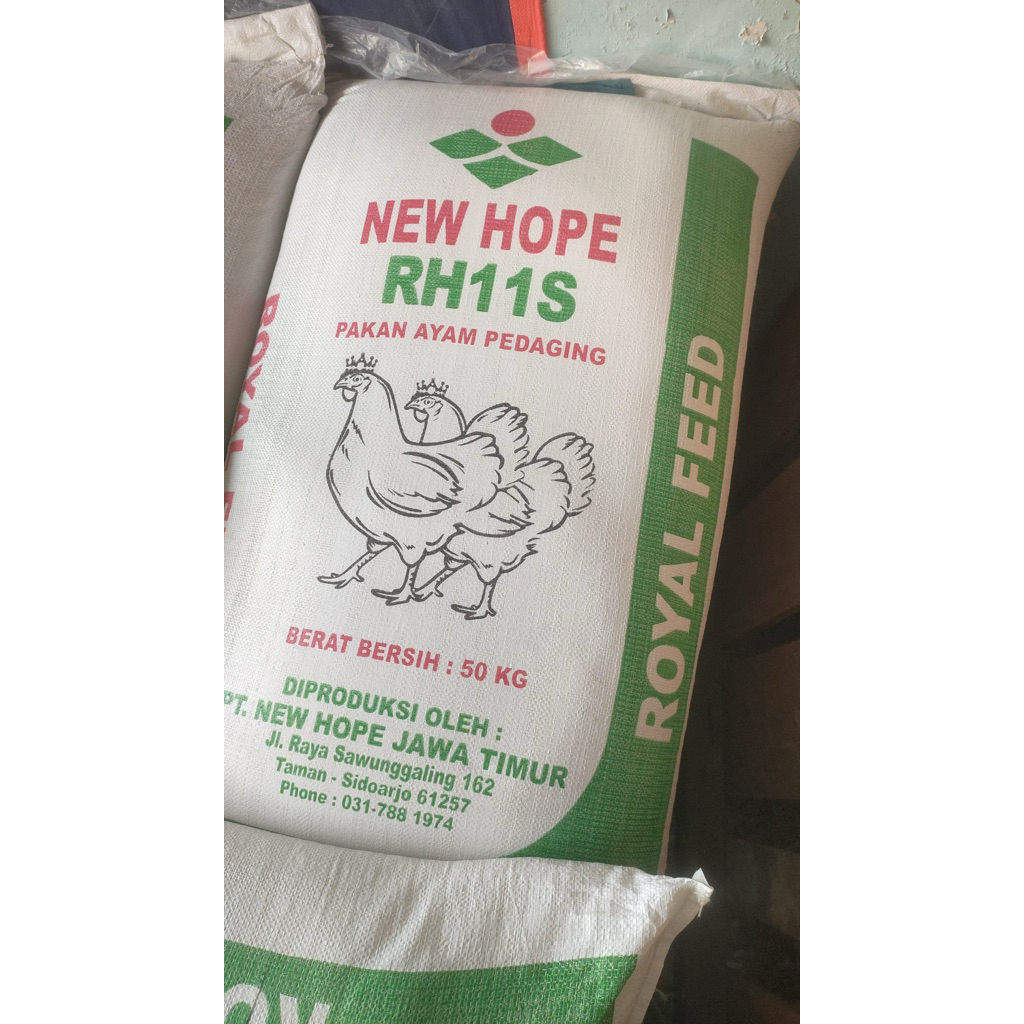 NEW HOPE
RH11S
PAKAN AYAM PEDAGING
BERAT BERSIH : 50 KG
DIPRODUKSI OLEH :
PT. NEW HOPE JAWA TIMUR
Jl. Raya Sawunggaling 162
Taman - Sidoarjo 61257
Phone : 031-788 1974
ROYAL FEED
ROYAL